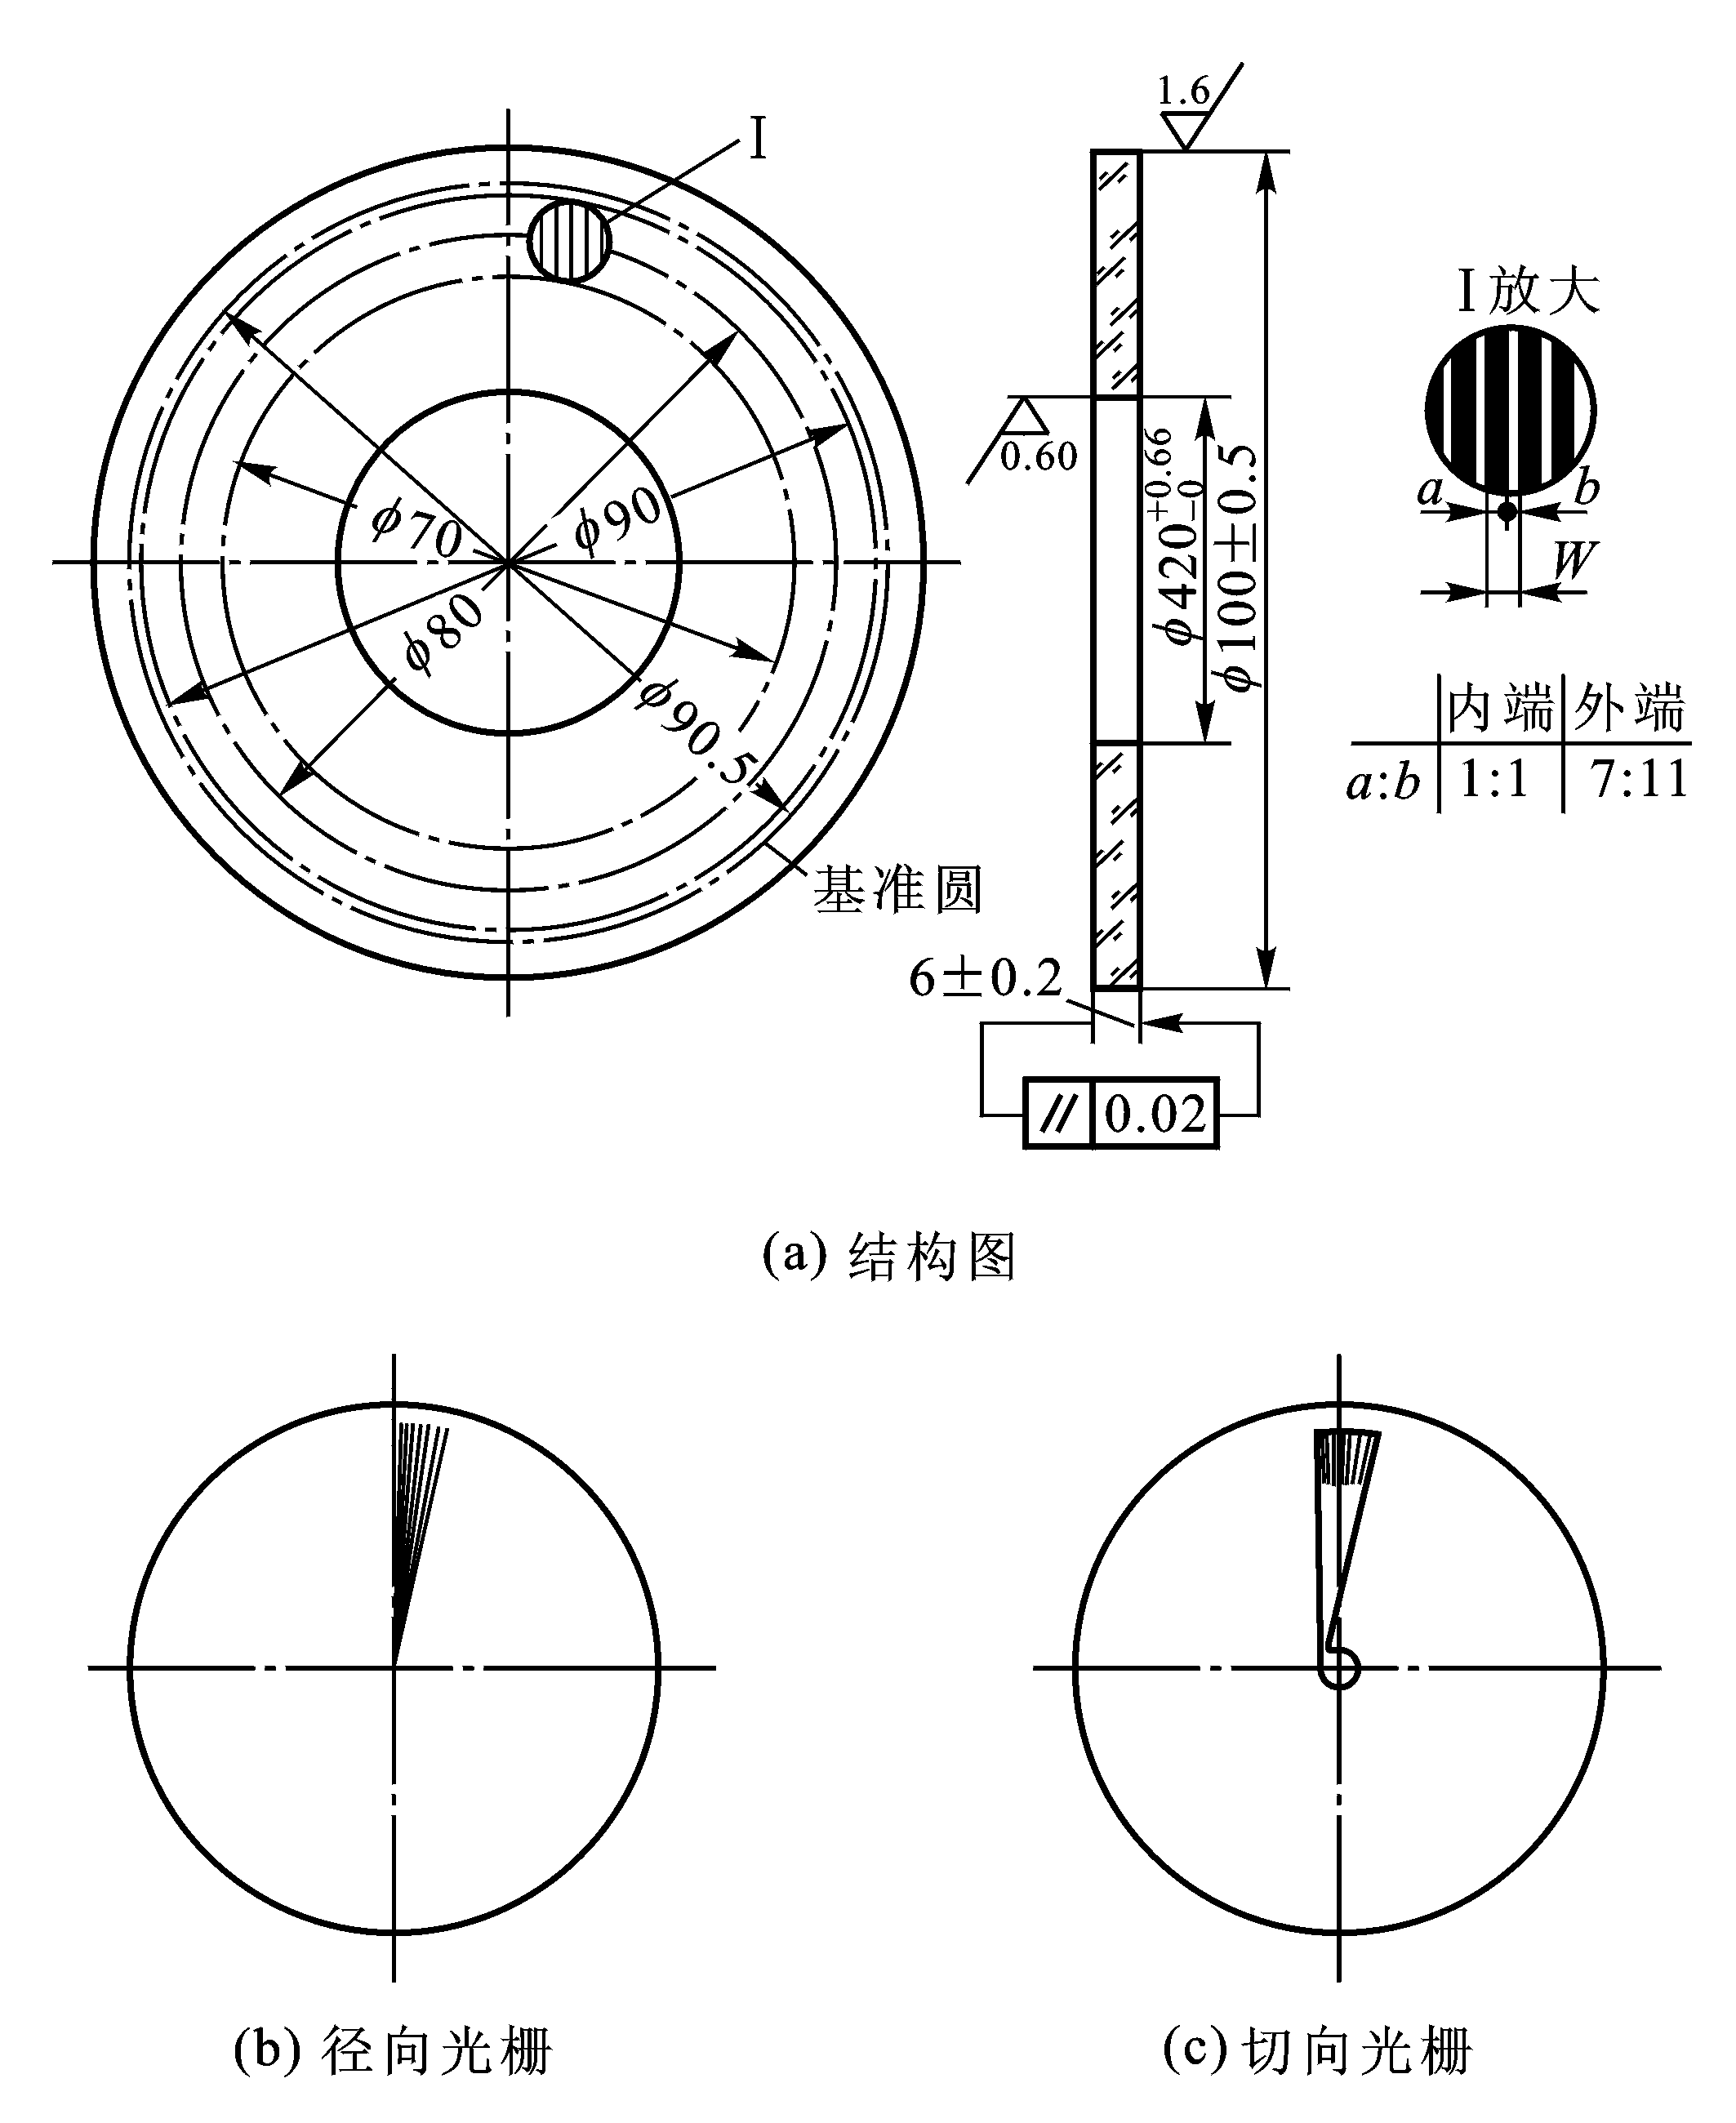 1.6
I
I 放大
0.60
a b
W
ϕ70
ϕ90
ϕ80
ϕ90.5
ϕ420 +0.66 −0
ϕ100±0.5
内端 外端
a:b 1:1 7:11
基准圆
6±0.2
// 0.02
(a) 结构图
(b) 径向光栅
(c) 切向光栅